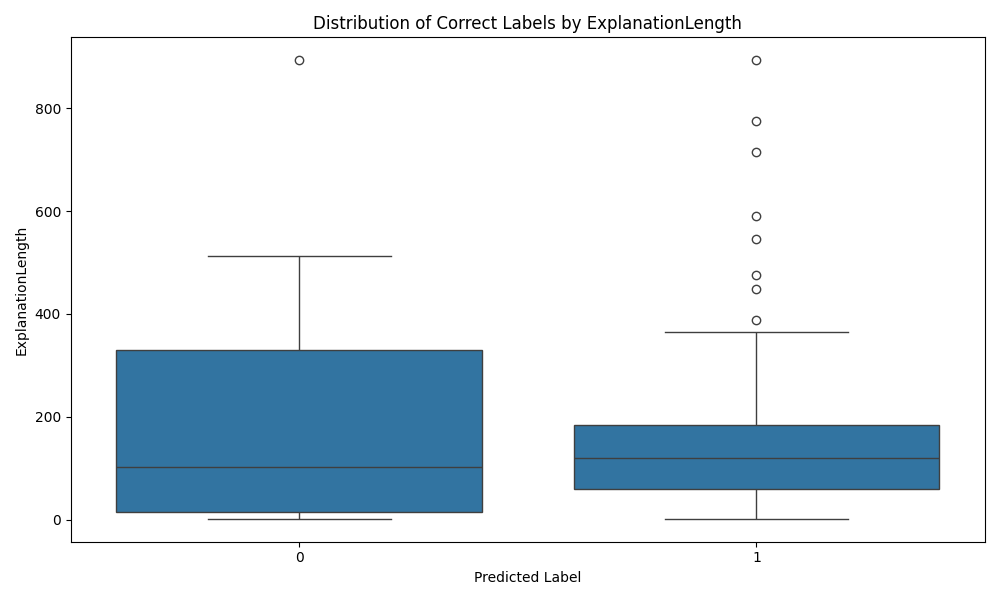 Distribution of Correct Labels by ExplanationLength
ExplanationLength
800
600
400
200
0
0
1
Predicted Label